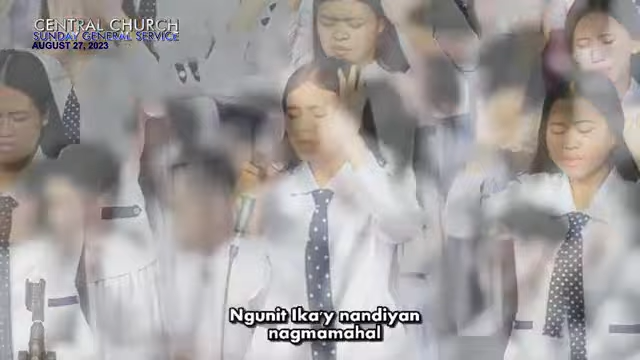 CENTRAL CHURCH
SUNDAY GENERAL SERVICE
AUGUST 27, 2023
Ngunit Ika'y nandiyan
nagmamahal